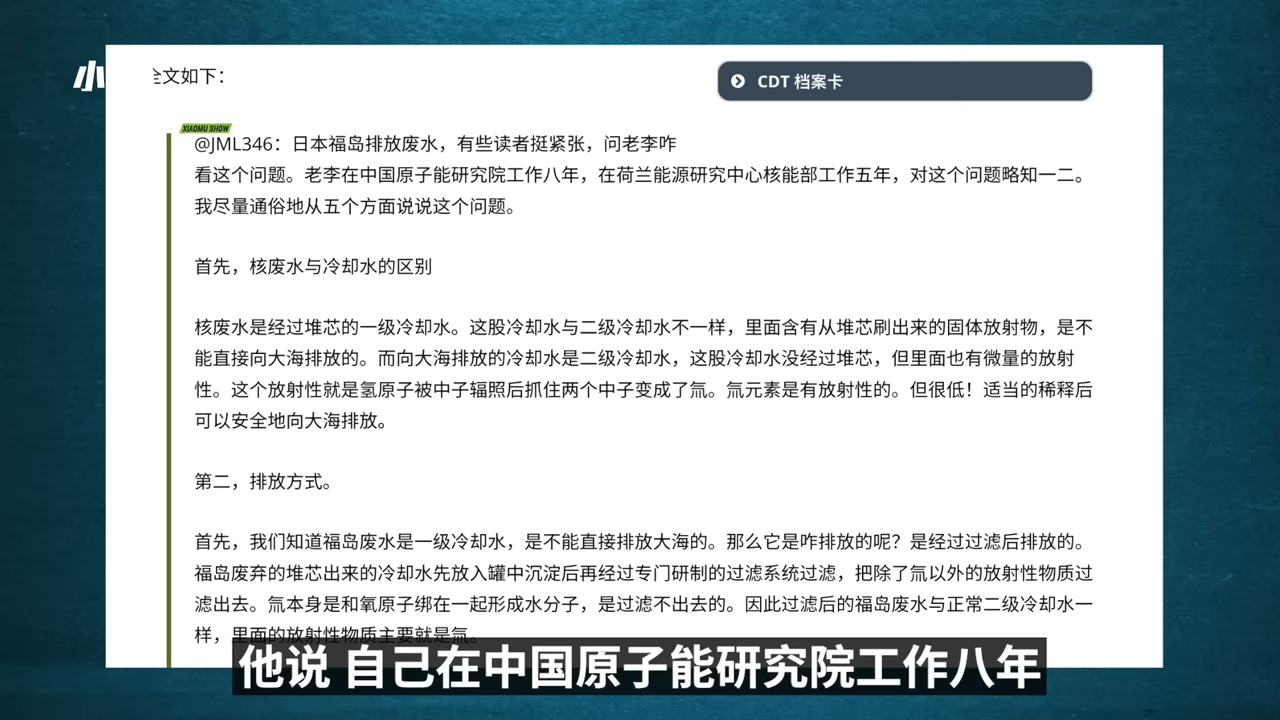 小
全文如下：
CDT 档案卡
XIAOMU SHOW
@JML346：日本福岛排放废水，有些读者挺紧张，问老李咋
看这个问题。老李在中国原子能研究院工作八年，在荷兰能源研究中心核能部工作五年，对这个问题略知一二。
我尽量通俗地从五个方面说说这个问题。
首先，核废水与冷却水的区别
核废水是经过堆芯的一级冷却水。这股冷却水与二级冷却水不一样，里面含有从堆芯刷出来的固体放射物，是不
能直接向大海排放的。而向大海排放的冷却水是二级冷却水，这股冷却水没经过堆芯，但里面也有微量的放射
性。这个放射性就是氢原子被中子辐照后抓住两个中子变成了氚。氚元素是有放射性的。但很低！适当的稀释后
可以安全地向大海排放。
第二，排放方式。
首先，我们知道福岛废水是一级冷却水，是不能直接排放大海的。那么它是咋排放的呢？是经过过滤后排放的。
福岛废弃的堆芯出来的冷却水先放入罐中沉淀后再经过专门研制的过滤系统过滤，把除了氚以外的放射性物质过
滤出去。氚本身是和氧原子绑在一起形成水分子，是过滤不出去的。因此过滤后的福岛废水与正常二级冷却水一
样，里面的放射性物质主要就是氚。
他说 自己在中国原子能研究院工作八年